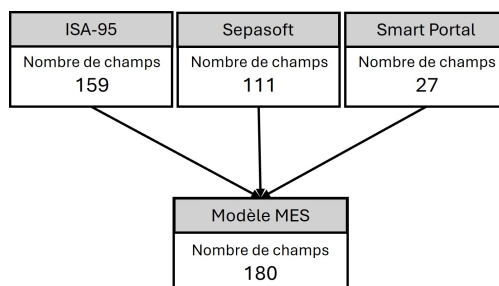 ISA-95
Nombre de champs
159
Sepasoft
Nombre de champs
111
Smart Portal
Nombre de champs
27
Modèle MES
Nombre de champs
180